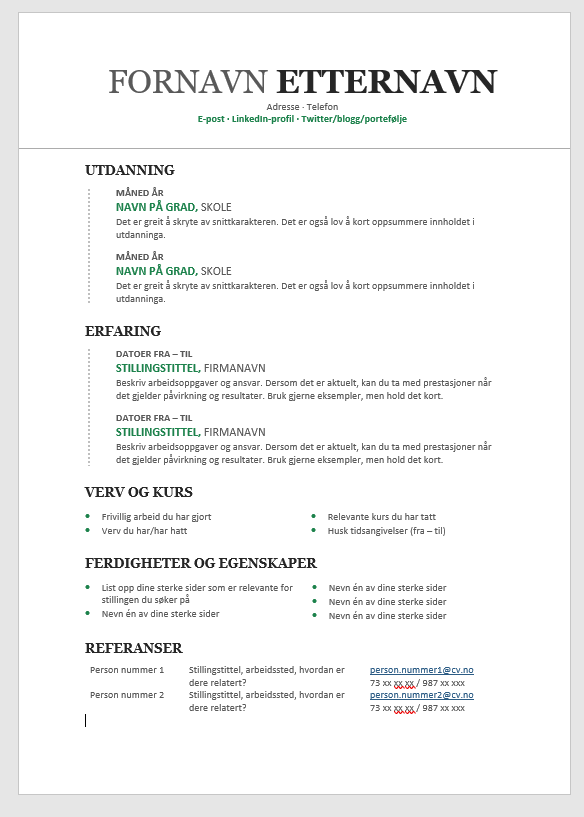 FORNAVN ETTERNAVN
Adresse · Telefon
E-post · LinkedIn-profil · Twitter/blogg/portefølje
UTDANNING
MÅNED ÅR
NAVN PÅ GRAD, SKOLE
Det er greit å skryte av snittkarakteren. Det er også lov å kort oppsummere innholdet i
utdanninga.
MÅNED ÅR
NAVN PÅ GRAD, SKOLE
Det er greit å skryte av snittkarakteren. Det er også lov å kort oppsummere innholdet i
utdanninga.
ERFARING
DATOER FRA – TIL
STILLINGSTITTEL, FIRMANAVN
Beskriv arbeidsoppgaver og ansvar. Dersom det er aktuelt, kan du ta med prestasjoner når
det gjelder påvirkning og resultater. Bruk gjerne eksempler, men hold det kort.
DATOER FRA – TIL
STILLINGSTITTEL, FIRMANAVN
Beskriv arbeidsoppgaver og ansvar. Dersom det er aktuelt, kan du ta med prestasjoner når
det gjelder påvirkning og resultater. Bruk gjerne eksempler, men hold det kort.
VERV OG KURS
• Frivillig arbeid du har gjort
• Verv du har/har hatt
• Relevante kurs du har tatt
• Husk tidsangivelser (fra – til)
FERDIGHETER OG EGENSKAPER
• List opp dine sterke sider som er relevante for
stillingen du søker på
• Nevn én av dine sterke sider
• Nevn én av dine sterke sider
• Nevn én av dine sterke sider
• Nevn én av dine sterke sider
REFERANSER
Person nummer 1 Stillingstittel, arbeidssted, hvordan er person.nummer1@cv.no
dere relatert? 73 xx xx xx / 987 xx xxx
Person nummer 2 Stillingstittel, arbeidssted, hvordan er person.nummer2@cv.no
dere relatert? 73 xx xx xx / 987 xx xxx